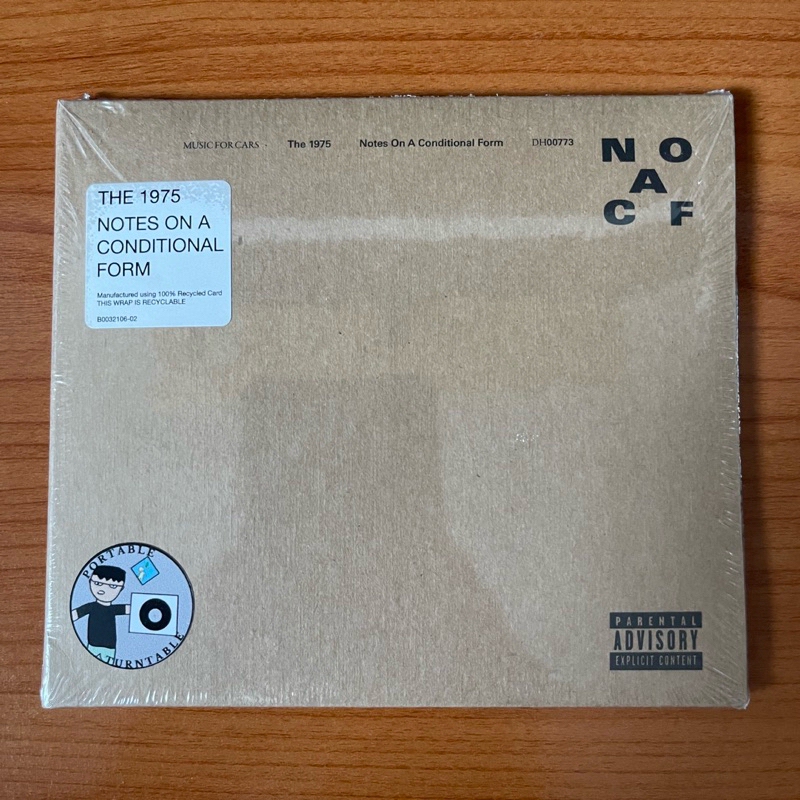 MUSIC FOR CARS - The 1975 Notes On A Conditional Form DH00773
N O
A
C F
THE 1975
NOTES ON A
CONDITIONAL
FORM
Manufactured using 100% Recycled Card
THIS WRAP IS RECYCLABLE
B0032106-02
PORTABLE
TURNTABLE
PARENTAL
ADVISORY
EXPLICIT CONTENT